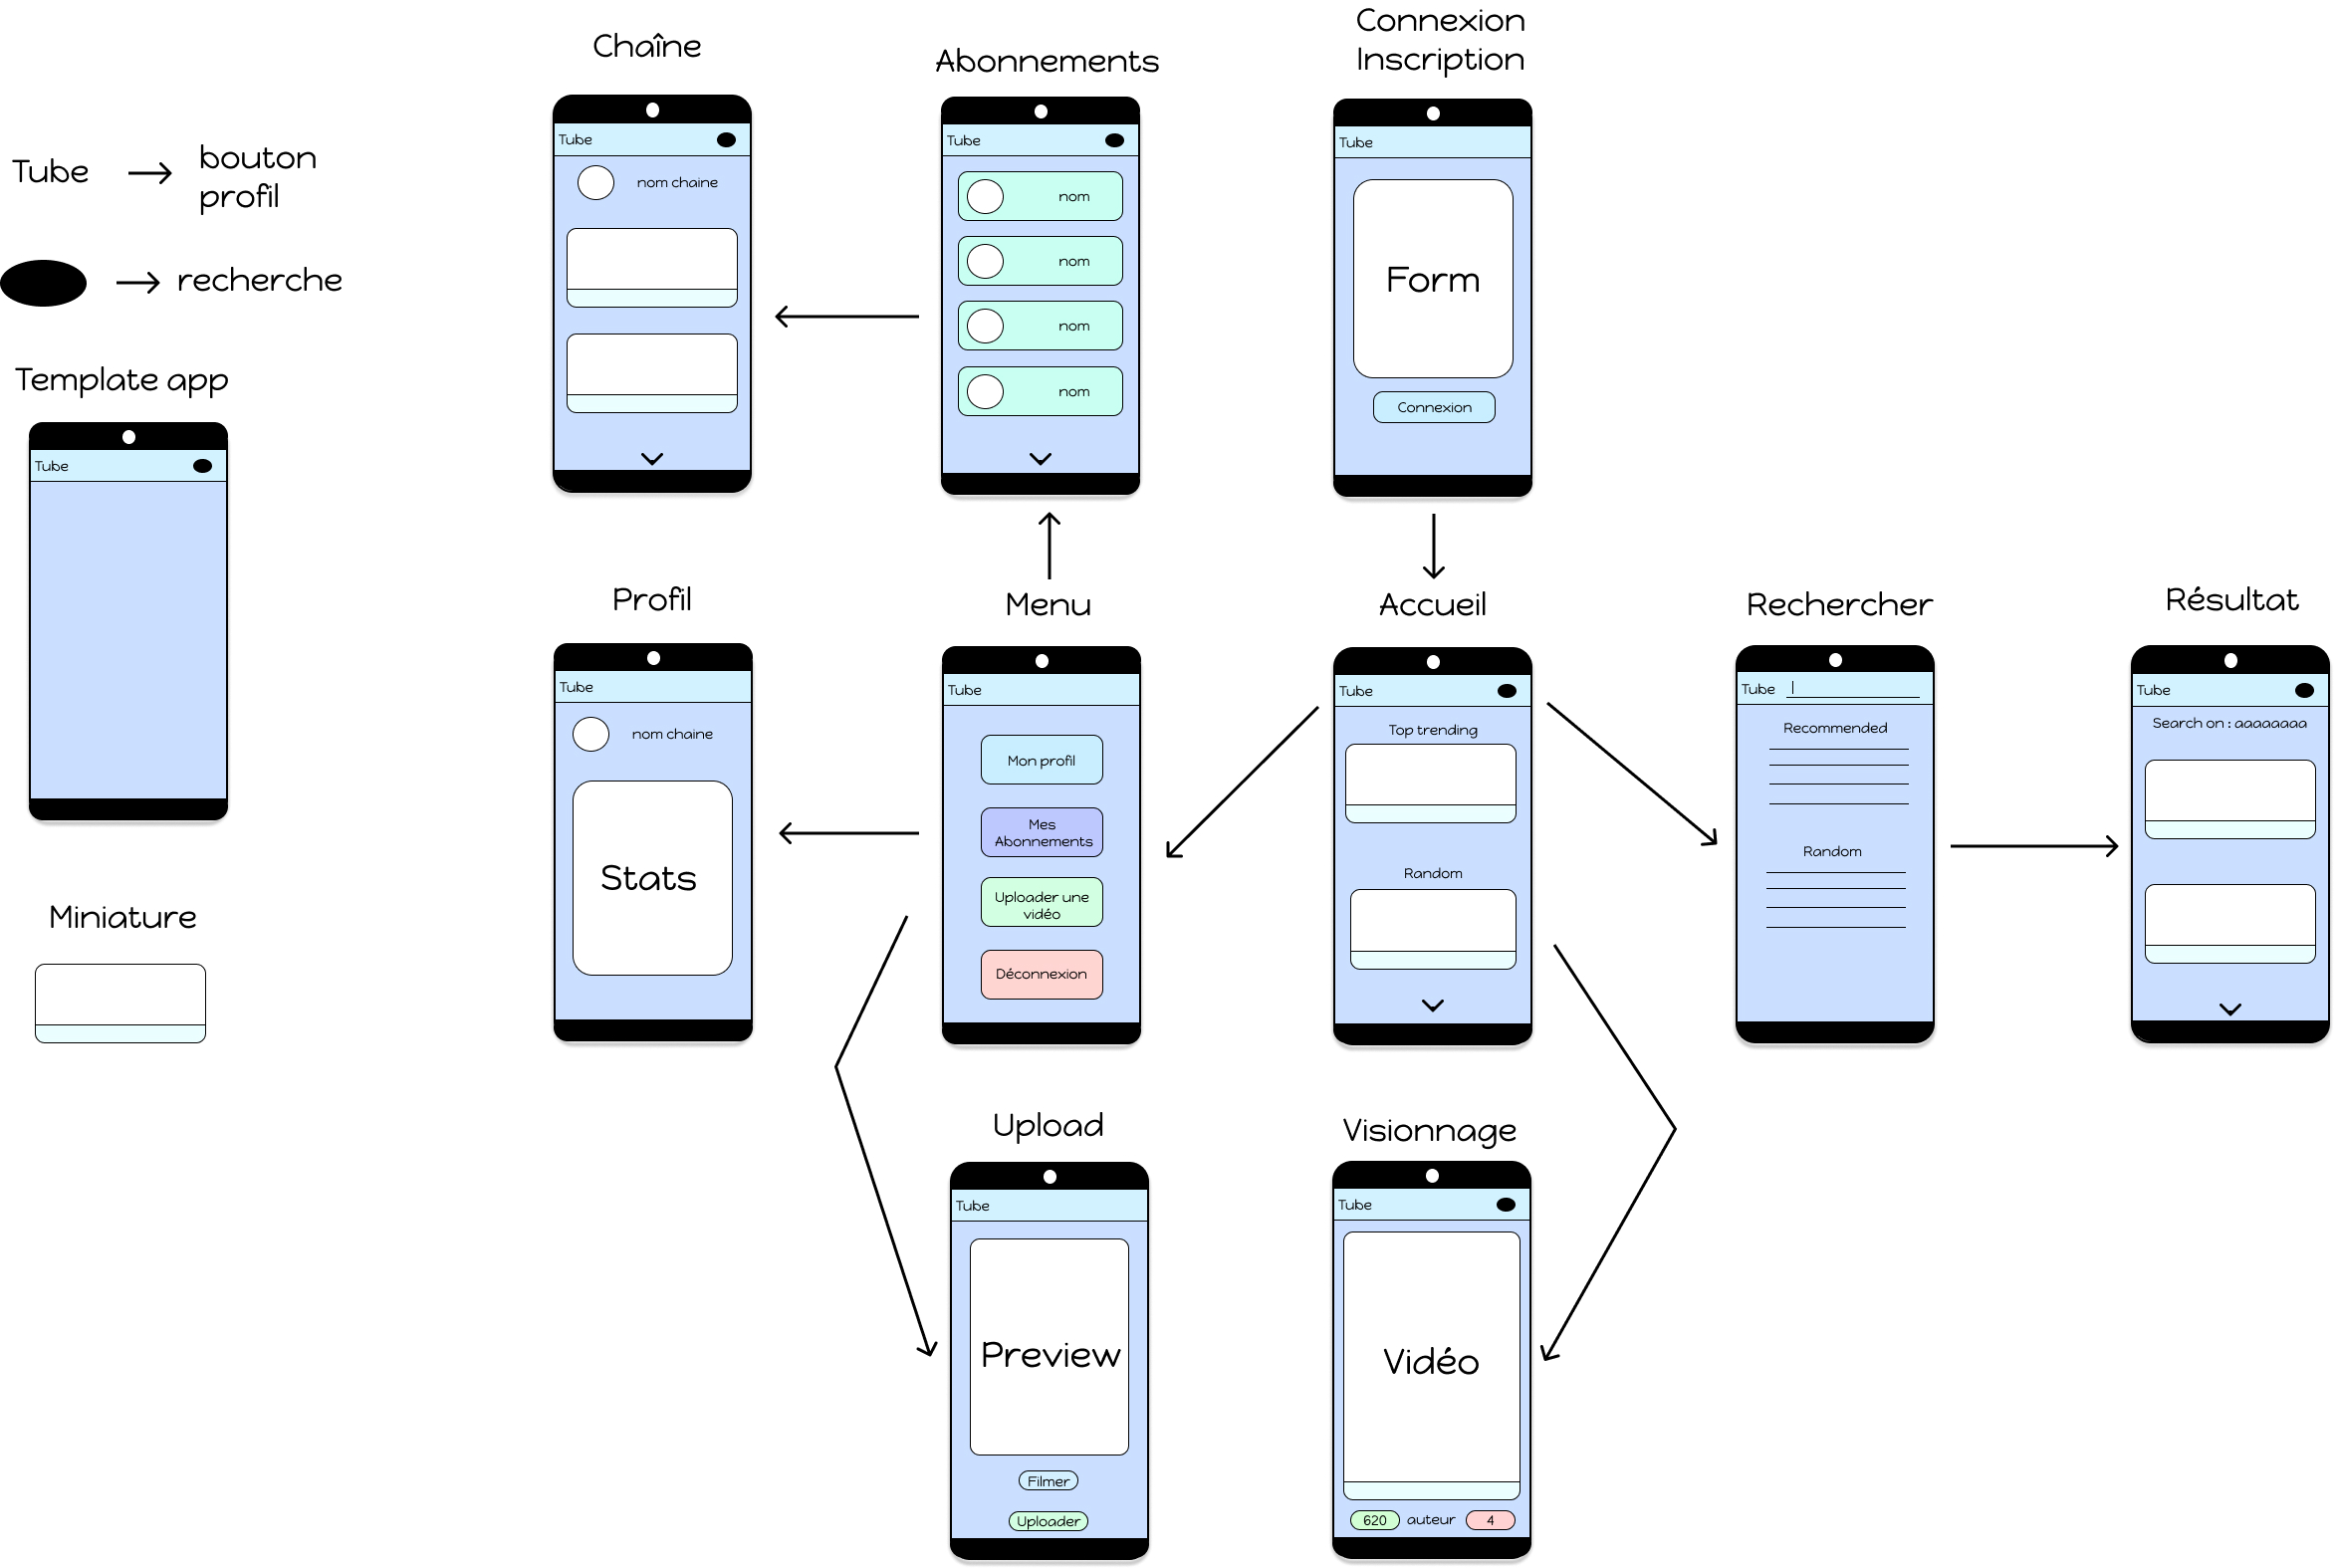 Tube
bouton
profil
recherche
Template app
Tube
Miniature
Chaîne
Tube
nom chaine
Abonnements
Tube
nom
nom
nom
nom
Connexion
Inscription
Tube
Form
Connexion
Profil
Tube
nom chaine
Stats
Menu
Tube
Mon profil
Mes
Abonnements
Uploader une
vidéo
Déconnexion
Accueil
Tube
Top trending
Random
Rechercher
Tube
Recommended
Random
Résultat
Tube
Search on : aaaaaaaa
Upload
Tube
Preview
Filmer
Uploader
Visionnage
Tube
Vidéo
620 auteur 4